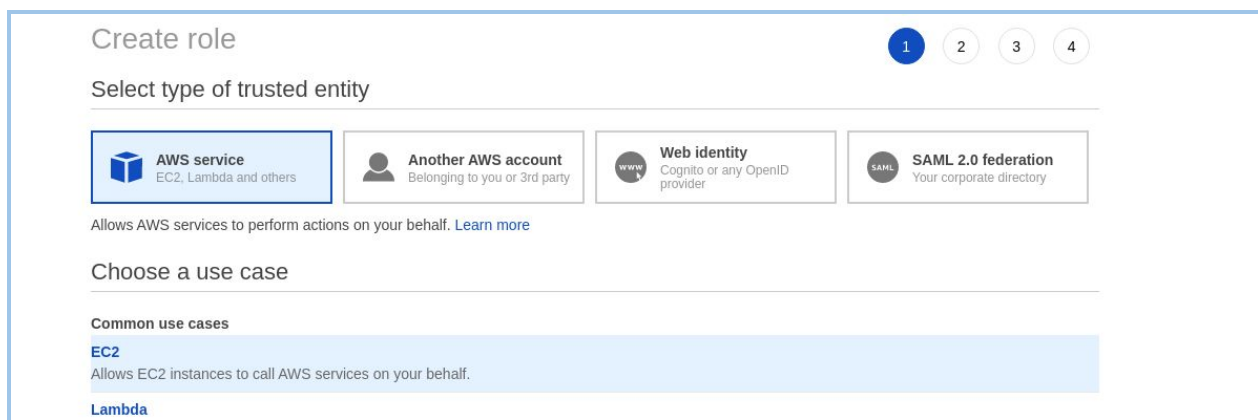 Create role
1 2 3 4
Select type of trusted entity
AWS service
EC2, Lambda and others
Another AWS account
Belonging to you or 3rd party
www
Web identity
Cognito or any OpenID
provider
SAML
SAML 2.0 federation
Your corporate directory
Allows AWS services to perform actions on your behalf. Learn more
Choose a use case
Common use cases
EC2
Allows EC2 instances to call AWS services on your behalf.
Lambda